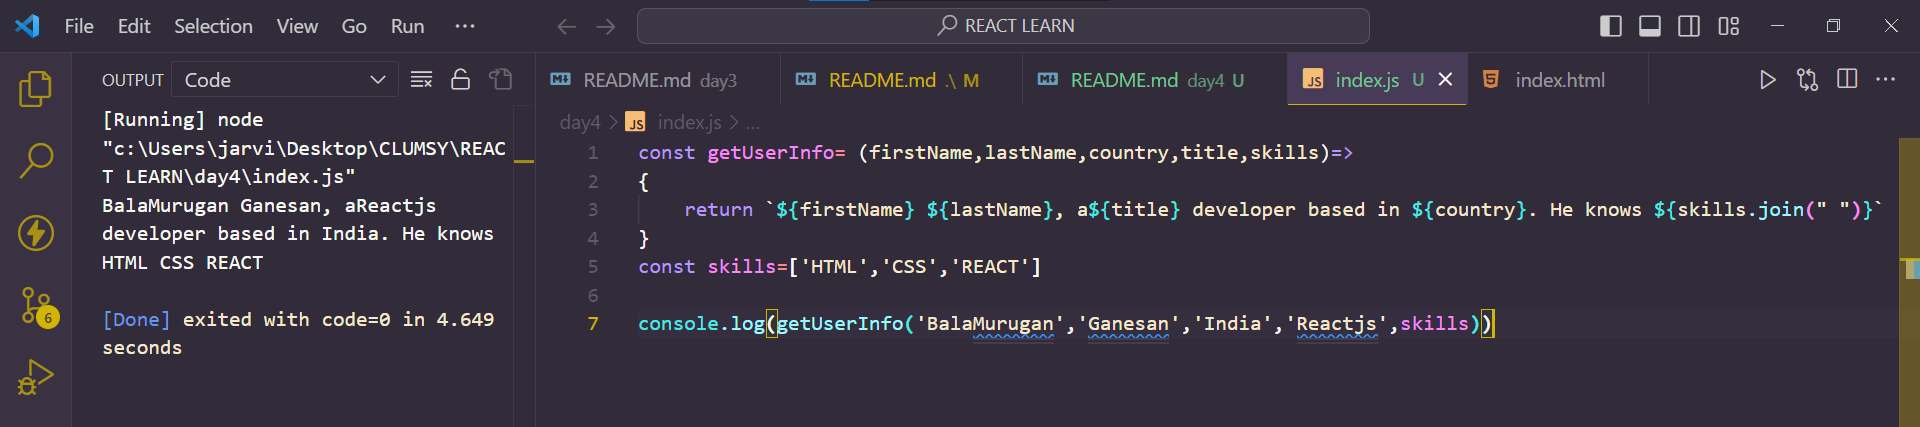 File Edit Selection View Go Run ···
REACT LEARN
OUTPUT Code
[Running] node
"c:\Users\jarvi\Desktop\CLUMSY\REAC
T LEARN\day4\index.js"
BalaMurugan Ganesan, aReactjs
developer based in India. He knows
HTML CSS REACT
[Done] exited with code=0 in 4.649
seconds
6
README.md day3
README.md .\ M
README.md day4 U
JS index.js U
index.html
day4 > JS index.js > ...
1 const getUserInfo= (firstName,lastName,country,title,skills)=>
2 {
3 return `${firstName} ${lastName}, a${title} developer based in ${country}. He knows ${skills.join(" ")}`
4 }
5 const skills=['HTML','CSS','REACT']
6
7 console.log(getUserInfo('BalaMurugan','Ganesan','India','Reactjs',skills))